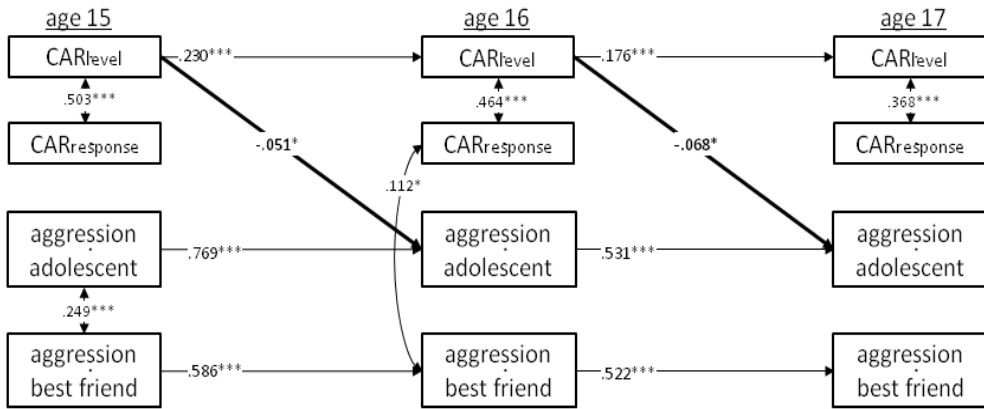 age 15 age 16 age 17
CARlevel .230*** CARlevel .176*** CARlevel
.503*** .464*** .368***
CARresponse -.051* CARresponse -.068* CARresponse
.112*
aggression aggression aggression
. .769*** . .531*** .
adolescent adolescent adolescent
.249***
aggression aggression aggression
. .586*** . .522*** .
best friend best friend best friend